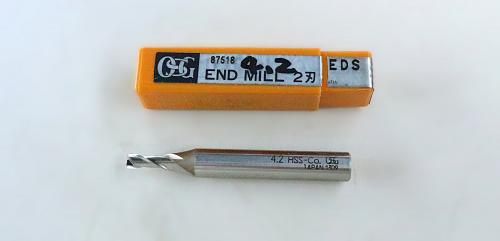 OSG
87518 4.2
END MILL 2刃
EDS
4.2 HSS-Co. OSG
JAPAN